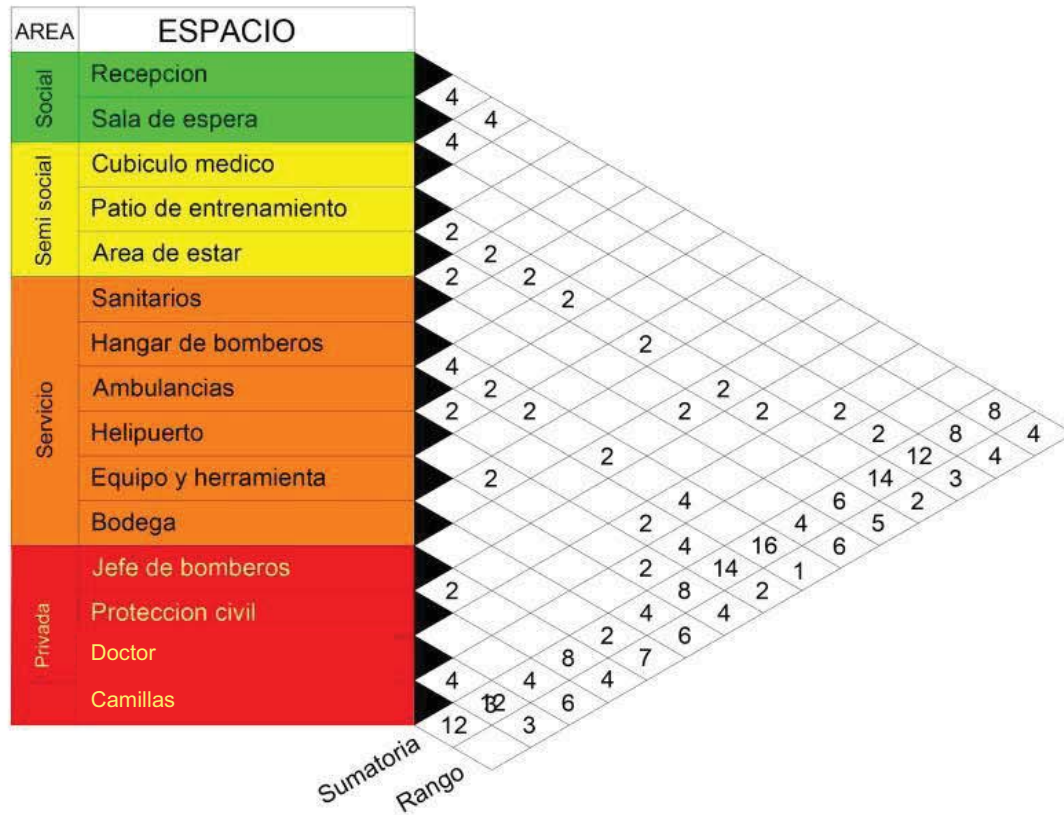 AREA ESPACIO
Social
Recepcion
4
Sala de espera 4
4
Semi social
Cubiculo medico
Patio de entrenamiento
2
Area de estar 2
2 2
Servicio
Sanitarios 2
Hangar de bomberos 2
4
Ambulancias 2 2
2 2 2 2 2 8
Helipuerto 2 8 4
2 12 4
Equipo y herramienta 2 14 3
4 6 2
Bodega 2 4 5
4 16 6
Privada
Jefe de bomberos 2 14 1
2 8 2
Proteccion civil 4 4
2 6
Doctor 8 7
4 4 4
Camillas 12 3 6
12 3
Sumatoria
Rango